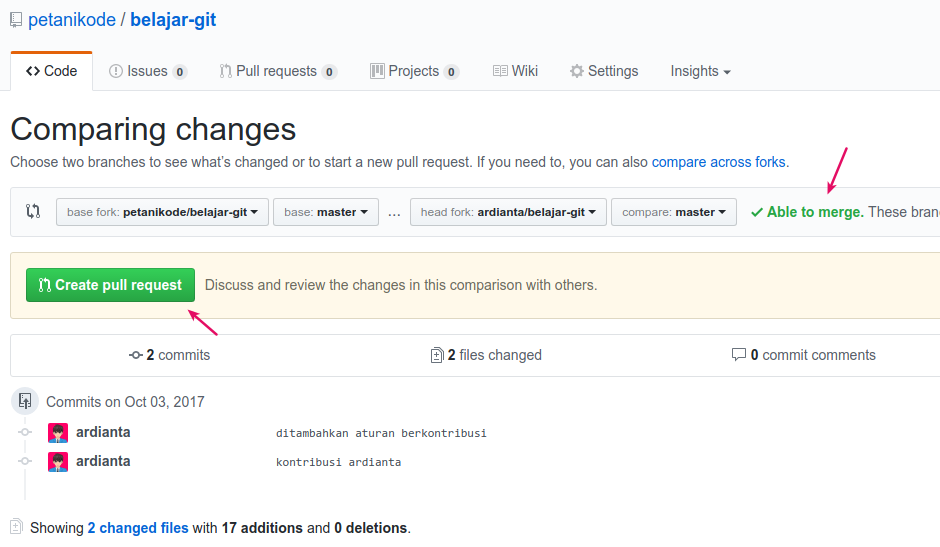 petanikode / belajar-git
Code Issues 0 Pull requests 0 Projects 0 Wiki Settings Insights
Comparing changes
Choose two branches to see what's changed or to start a new pull request. If you need to, you can also compare across forks.
base fork: petanikode/belajar-git base: master ... head fork: ardianta/belajar-git compare: master Able to merge. These
Create pull request Discuss and review the changes in this comparison with others.
2 commits 2 files changed 0 commit comments
Commits on Oct 03, 2017
ardianta ditambahkan aturan berkontribusi
ardianta kontribusi ardianta
Showing 2 changed files with 17 additions and 0 deletions.